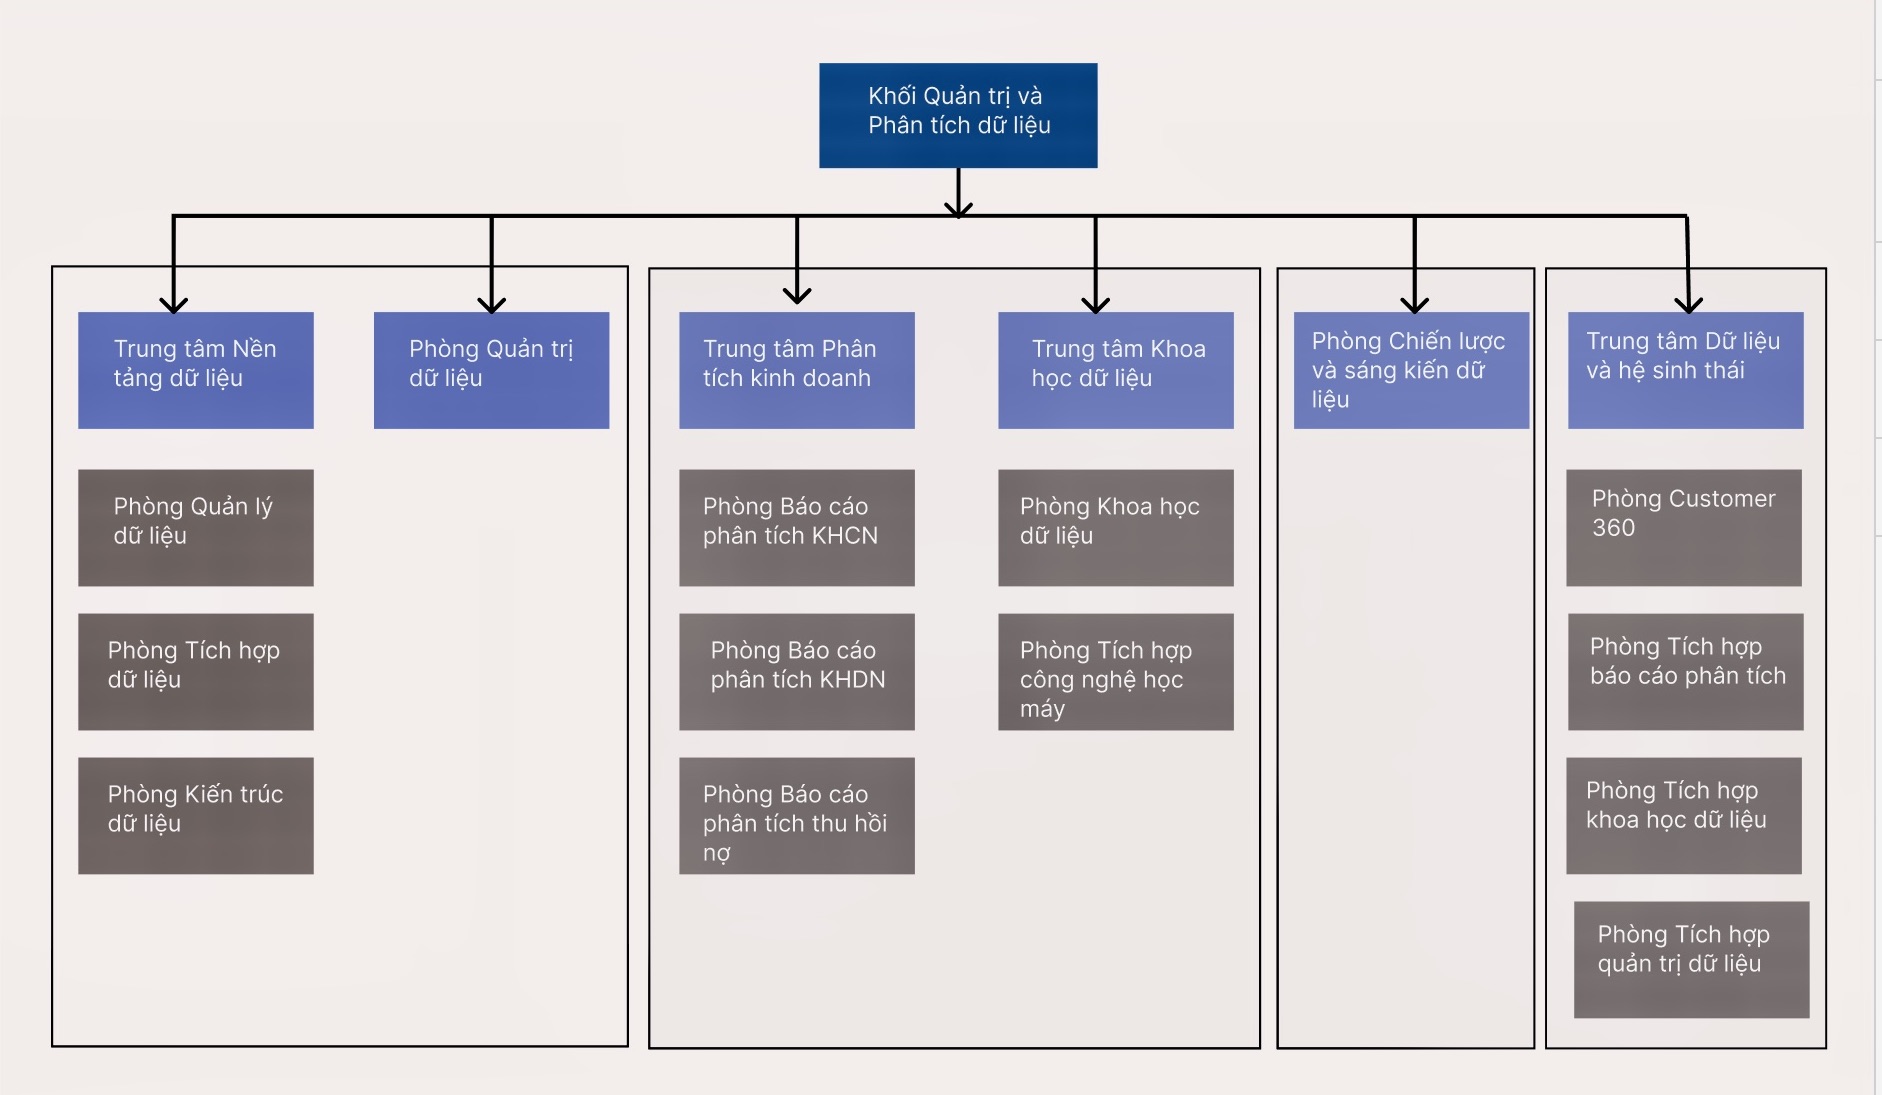 Khối Quản trị và
Phân tích dữ liệu
Trung tâm Nền
tảng dữ liệu
Phòng Quản trị
dữ liệu
Trung tâm Phân
tích kinh doanh
Trung tâm Khoa
học dữ liệu
Phòng Chiến lược
và sáng kiến dữ
liệu
Trung tâm Dữ liệu
và hệ sinh thái
Phòng Quản lý
dữ liệu
Phòng Báo cáo
phân tích KHCN
Phòng Khoa học
dữ liệu
Phòng Customer
360
Phòng Tích hợp
dữ liệu
Phòng Báo cáo
phân tích KHDN
Phòng Tích hợp
công nghệ học
máy
Phòng Tích hợp
báo cáo phân tích
Phòng Kiến trúc
dữ liệu
Phòng Báo cáo
phân tích thu hồi
nợ
Phòng Tích hợp
khoa học dữ liệu
Phòng Tích hợp
quản trị dữ liệu